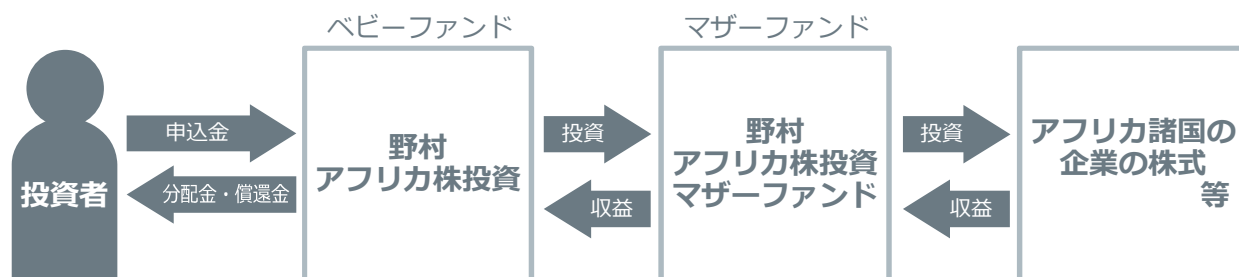 ベビーファンド
マザーファンド
投資者
申込金
分配金・償還金
野村
アフリカ株投資
投資
収益
野村
アフリカ株投資
マザーファンド
投資
収益
アフリカ諸国の
企業の株式
等